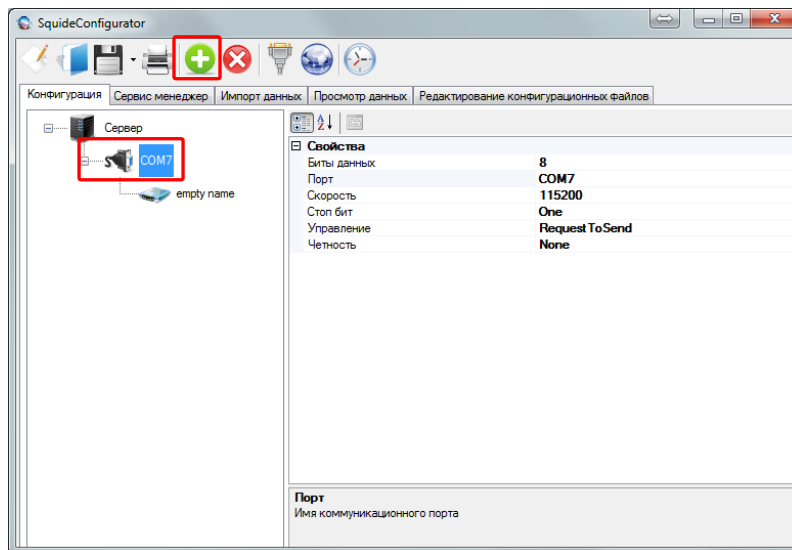 SquideConfigurator
Конфигурация Сервис менеджер Импорт данных Просмотр данных Редактирование конфигурационных файлов
Сервер
COM7
empty name
Свойства
Биты данных 8
Порт COM7
Скорость 115200
Стоп бит One
Управление RequestToSend
Четность None
Порт
Имя коммуникационного порта